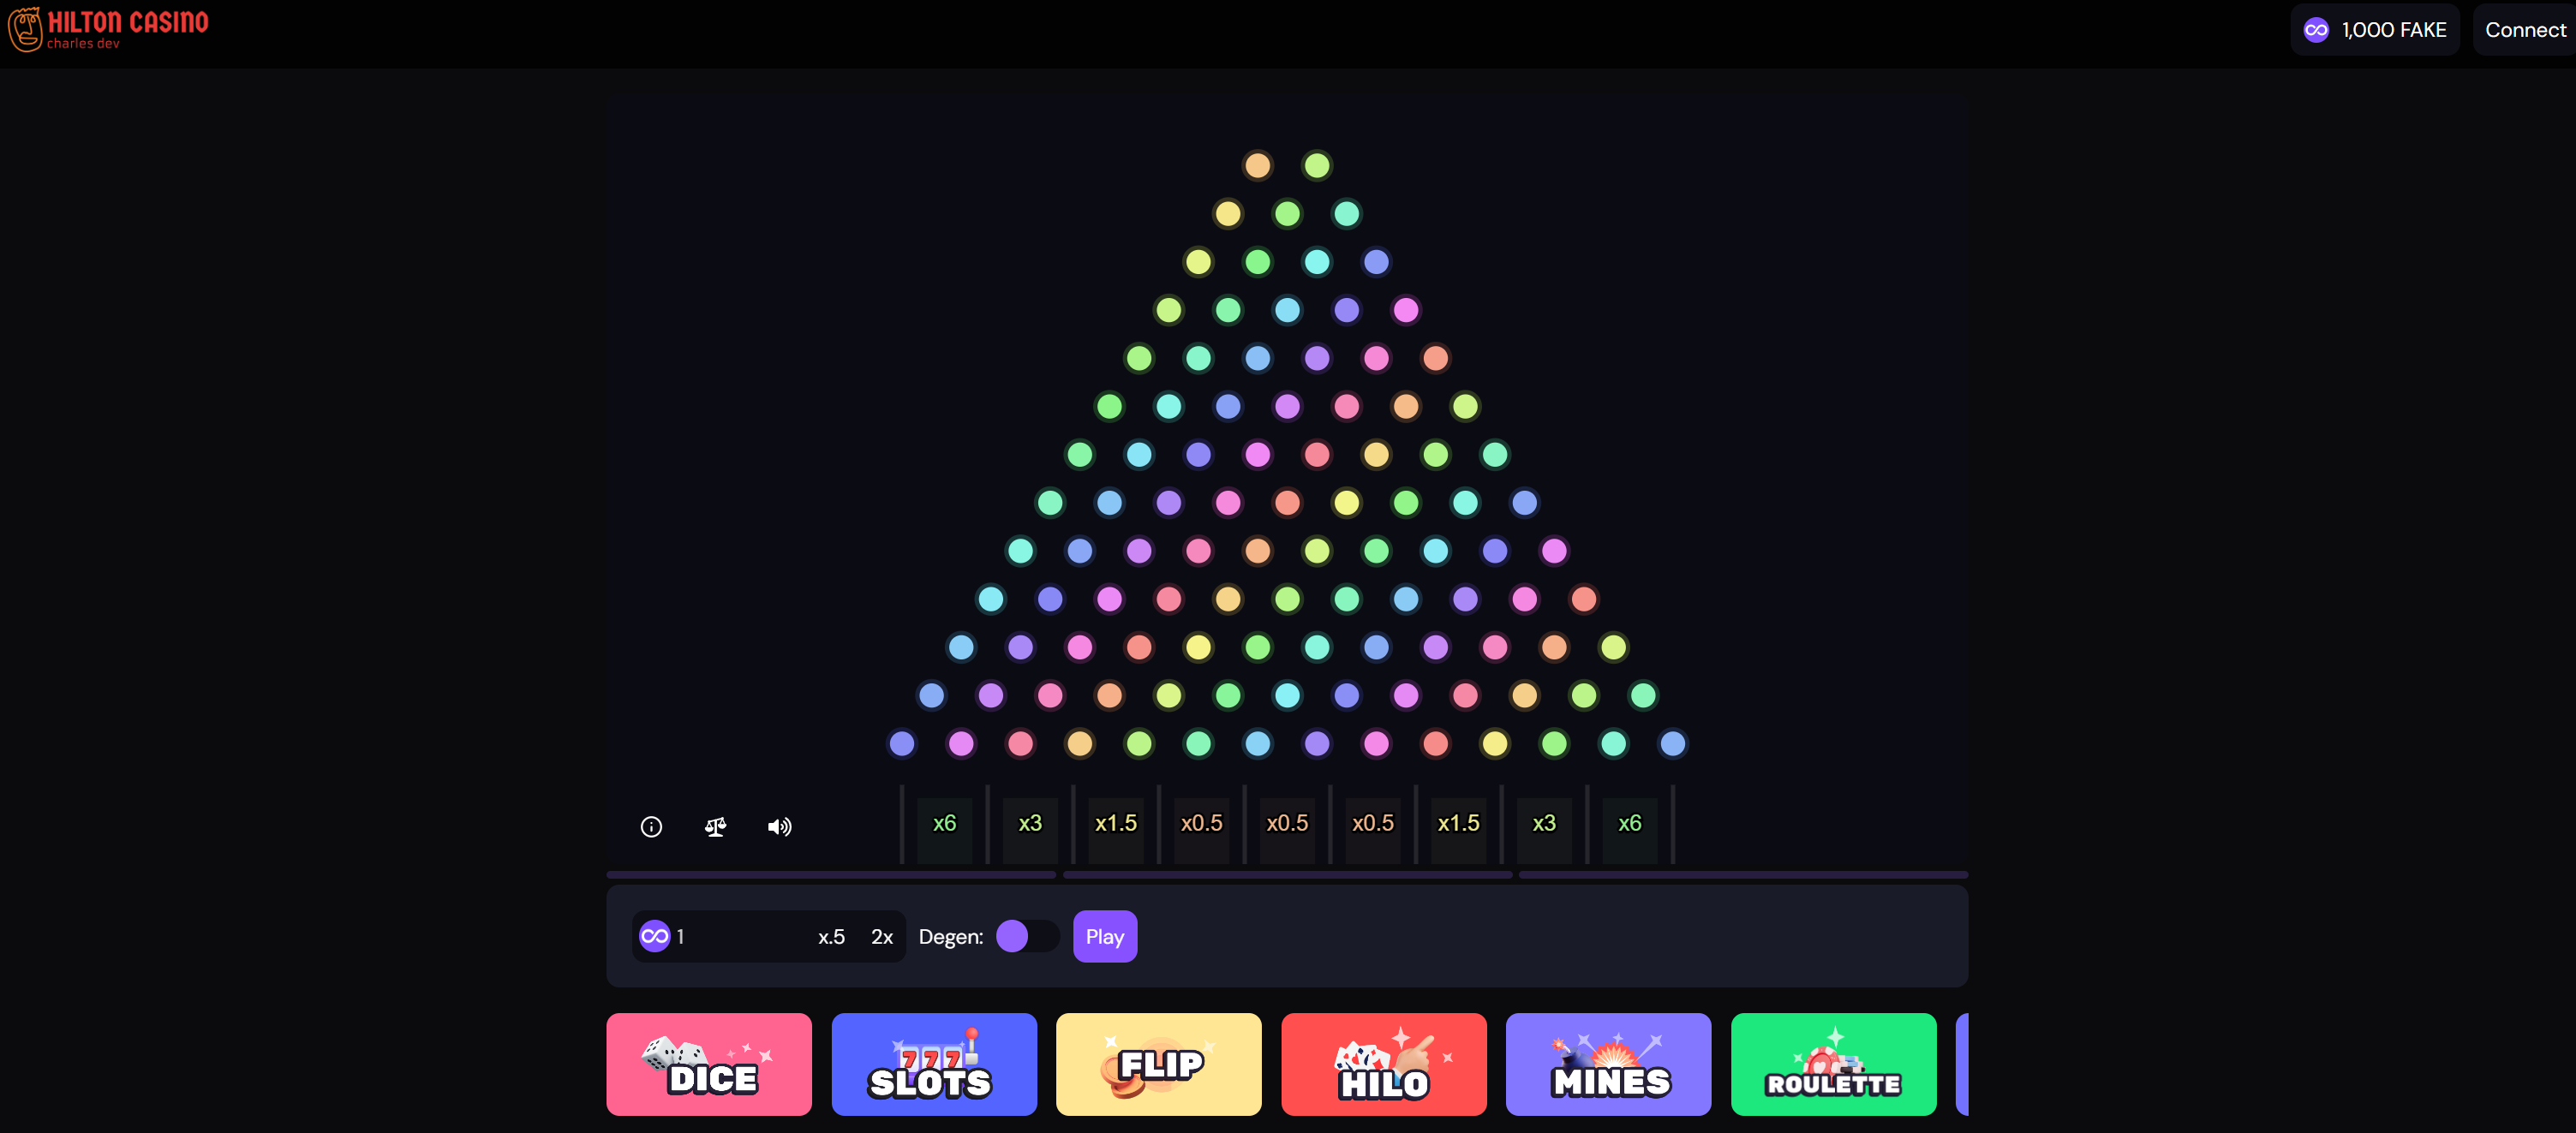 HILTON CASINO
charles dev
1,000 FAKE
Connect
x6 x3 x1.5 x0.5 x0.5 x0.5 x1.5 x3 x6
1 x.5 2x Degen: Play
DICE
777
SLOTS
FLIP
HILO
MINES
ROULETTE